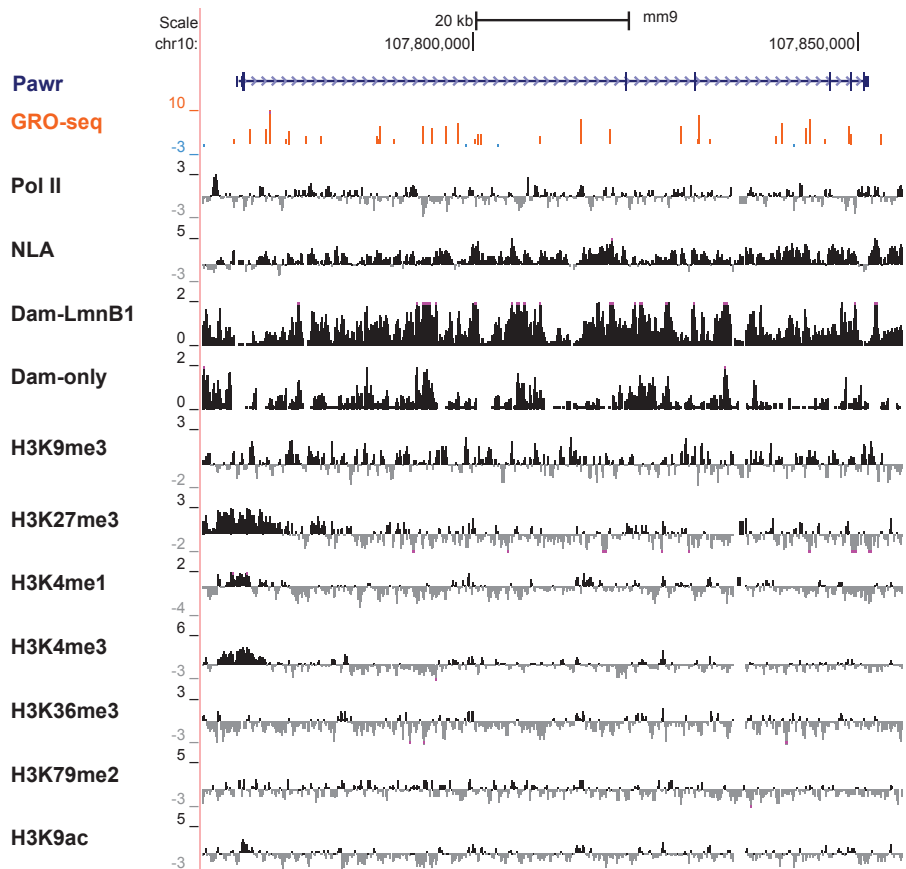 Scale 20 kb mm9
chr10: 107,800,000 107,850,000
Pawr
10
GRO-seq
-3
3
Pol II
-3
5
NLA
-3
2
Dam-LmnB1
0
2
Dam-only
0
3
H3K9me3
-2
3
H3K27me3
-2
2
H3K4me1
-4
6
H3K4me3
-3
3
H3K36me3
-3
5
H3K79me2
-3
5
H3K9ac
-3